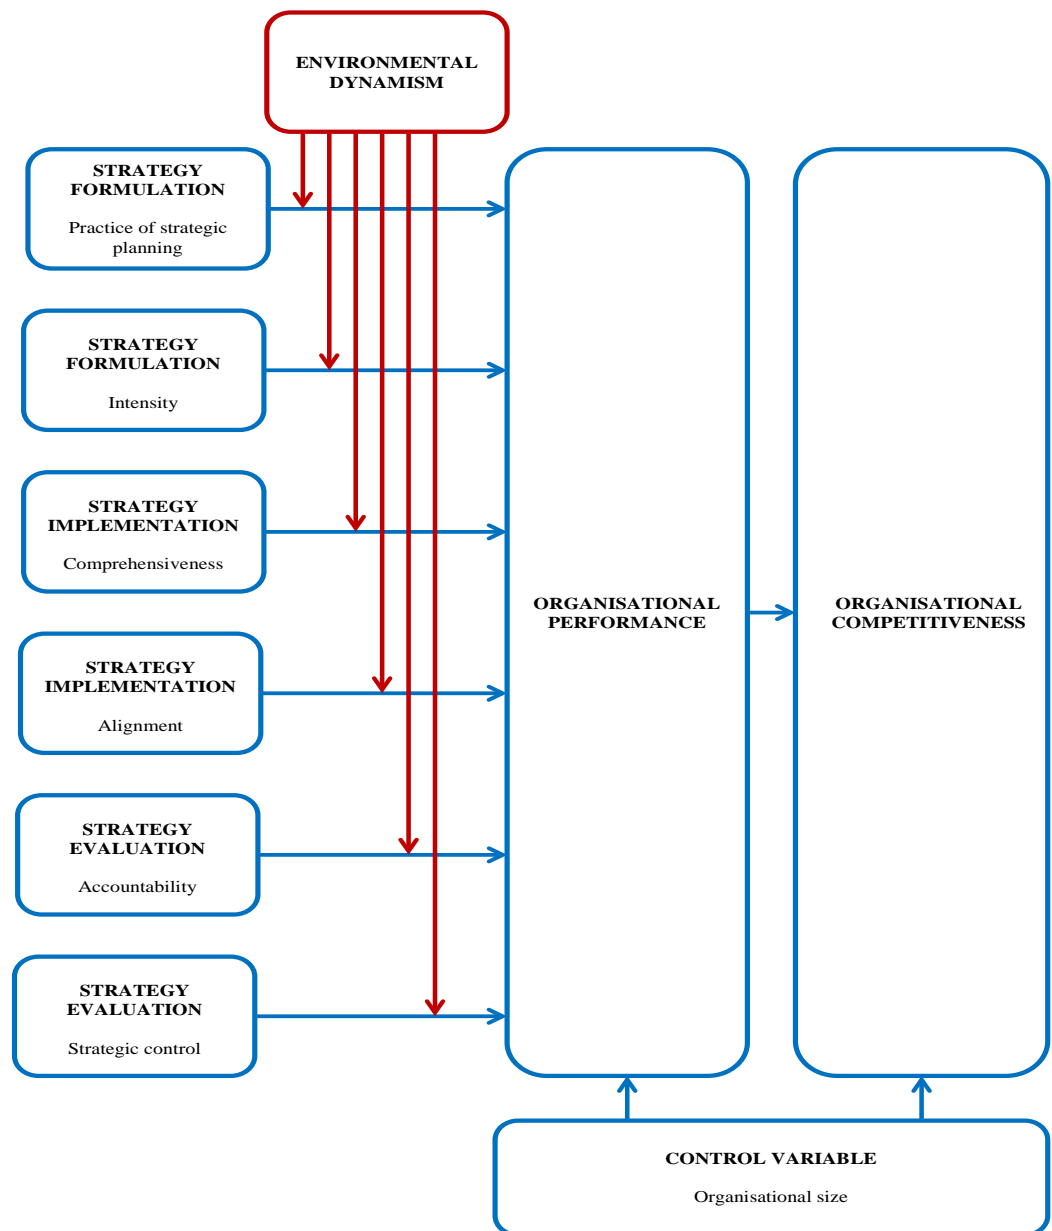 ENVIRONMENTAL
DYNAMISM
STRATEGY
FORMULATION
Practice of strategic
planning
STRATEGY
FORMULATION
Intensity
STRATEGY
IMPLEMENTATION
Comprehensiveness
STRATEGY
IMPLEMENTATION
Alignment
STRATEGY
EVALUATION
Accountability
STRATEGY
EVALUATION
Strategic control
ORGANISATIONAL
PERFORMANCE
ORGANISATIONAL
COMPETITIVENESS
CONTROL VARIABLE
Organisational size